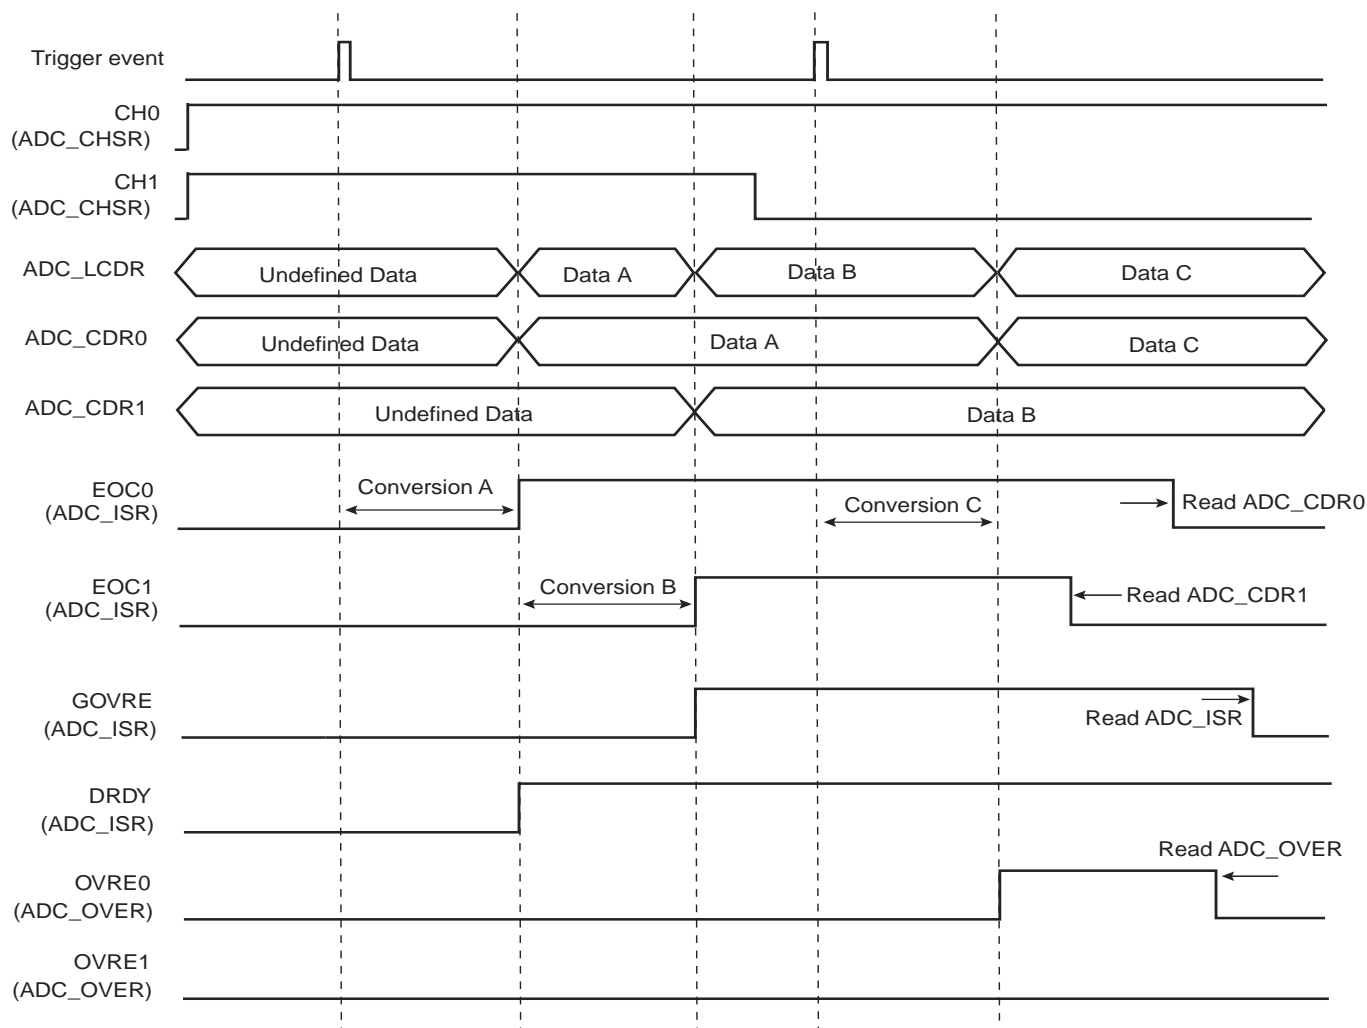 Trigger event
CH0
(ADC_CHSR)
CH1
(ADC_CHSR)
ADC_LCDR
Undefined Data
Data A
Data B
Data C
ADC_CDR0
Undefined Data
Data A
Data C
ADC_CDR1
Undefined Data
Data B
EOC0
(ADC_ISR)
Conversion A
Conversion C
Read ADC_CDR0
EOC1
(ADC_ISR)
Conversion B
Read ADC_CDR1
GOVRE
(ADC_ISR)
Read ADC_ISR
DRDY
(ADC_ISR)
Read ADC_OVER
OVRE0
(ADC_OVER)
OVRE1
(ADC_OVER)